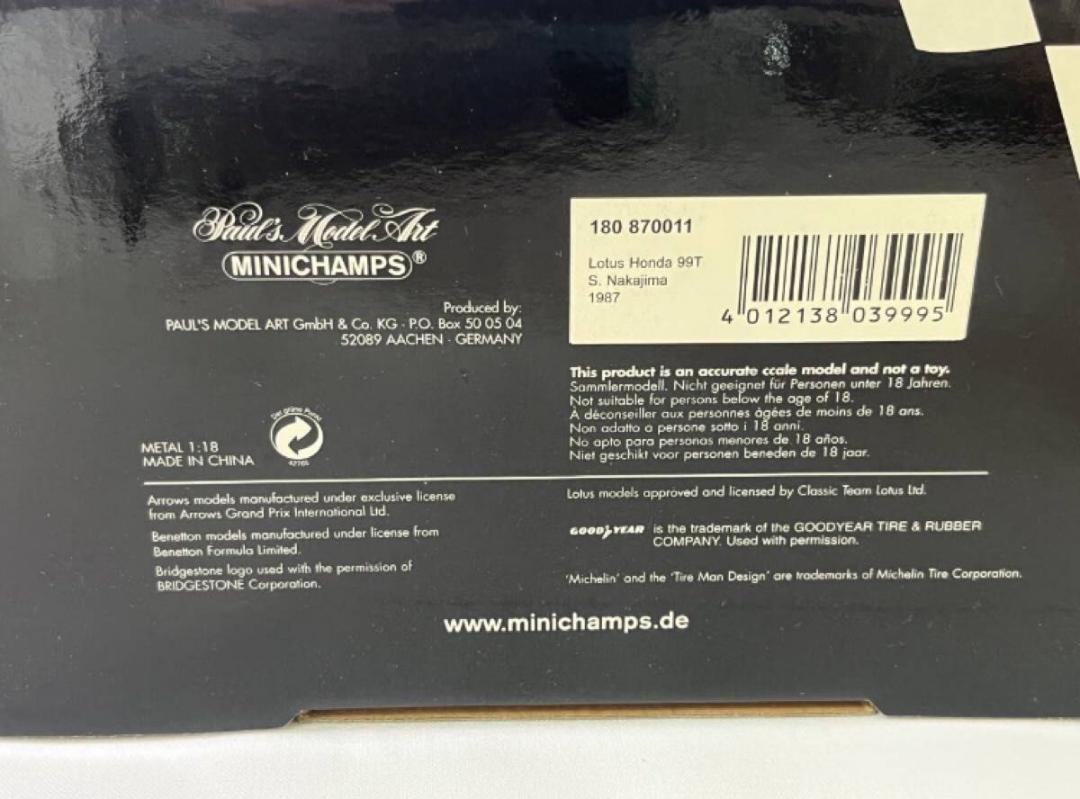 Paul's Model Art
MINICHAMPS®
Produced by:
PAUL'S MODEL ART GmbH & Co. KG · P.O. Box 50 05 04
52089 AACHEN · GERMANY
180 870011
Lotus Honda 99T
S. Nakajima
1987
4 012138 039995
This product is an accurate ccale model and not a toy.
Sammlermodell. Nicht geeignet für Personen unter 18 Jahren.
Not suitable for persons below the age of 18.
À déconseiller aux personnes âgées de moins de 18 ans.
Non adatto a persone sotto i 18 anni.
No apto para personas menores de 18 años.
Niet geschikt voor personen beneden de 18 jaar.
Der Grüne Punkt
METAL 1:18
MADE IN CHINA
Arrows models manufactured under exclusive license
from Arrows Grand Prix International Ltd.
Benetton models manufactured under license from
Benetton Formula Limited.
Bridgestone logo used with the permission of
BRIDGESTONE Corporation.
Lotus models approved and licensed by Classic Team Lotus Ltd.
GOODYEAR is the trademark of the GOODYEAR TIRE & RUBBER
COMPANY. Used with permission.
'Michelin' and the 'Tire Man Design' are trademarks of Michelin Tire Corporation.
www.minichamps.de